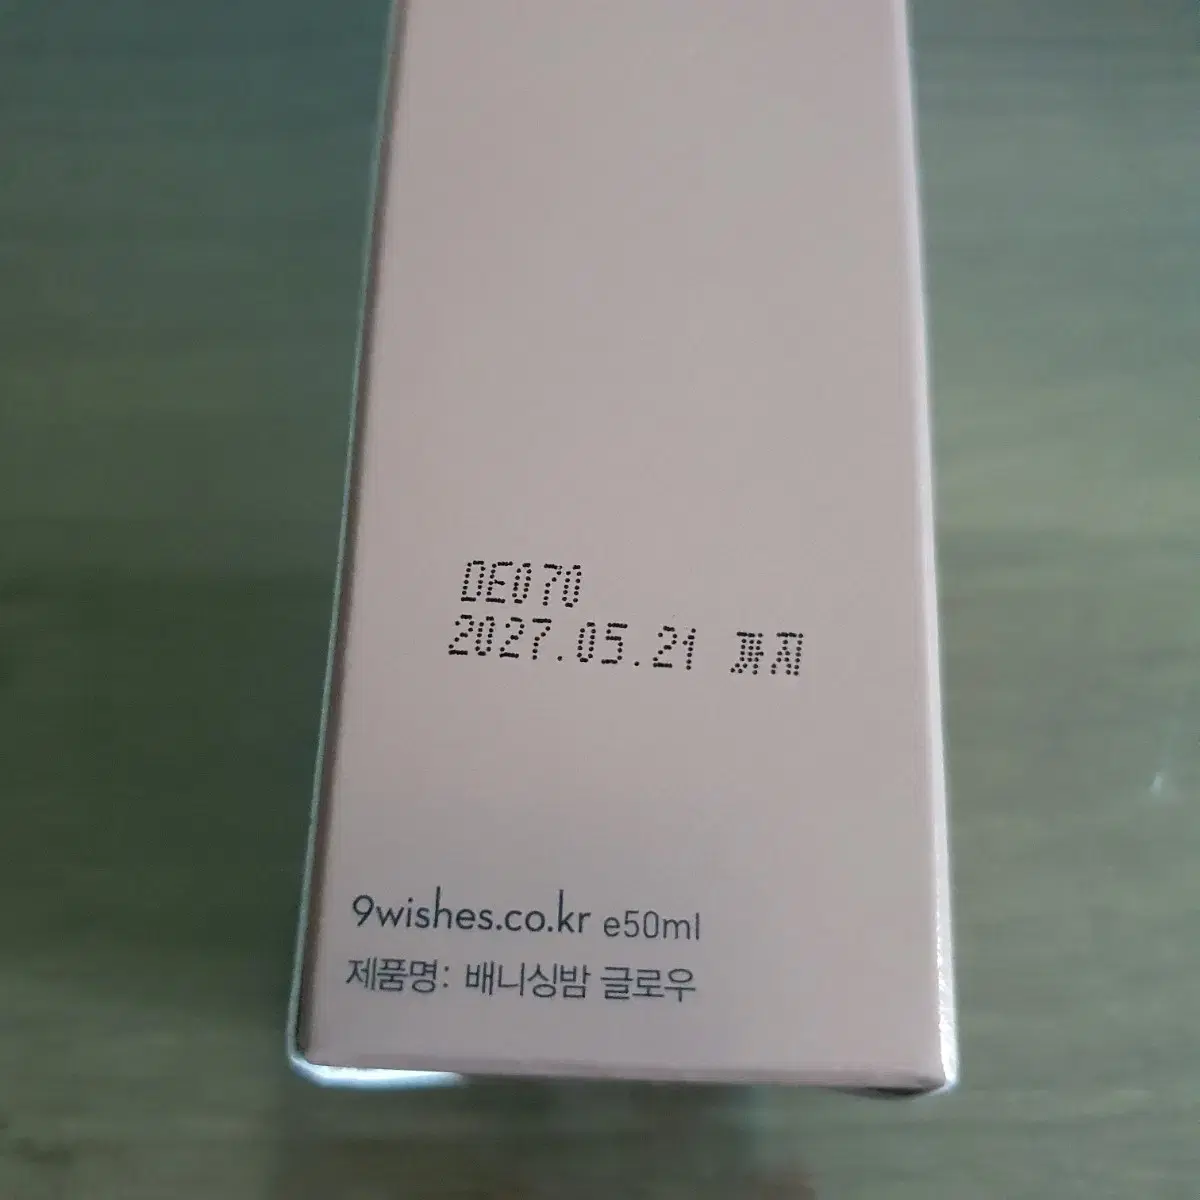 DE070
2027.05.21 까지
9wishes.co.kr e50ml
제품명: 배니싱밤 글로우